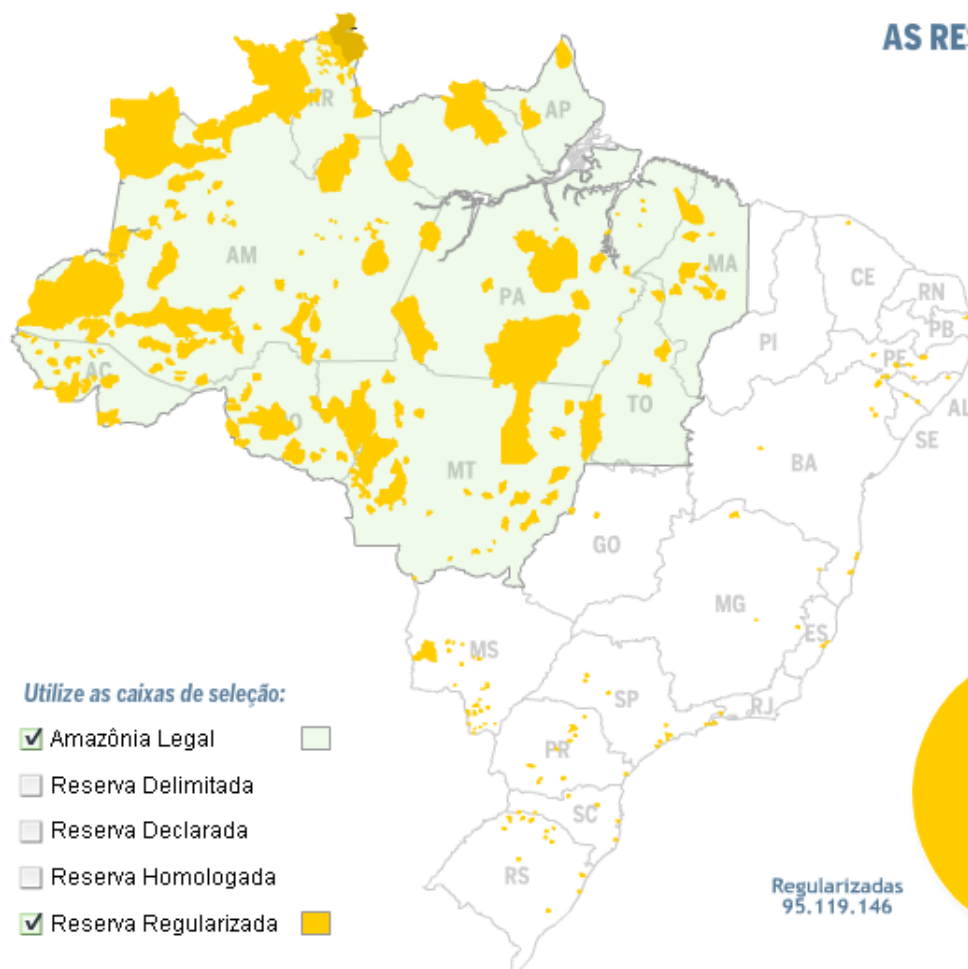 AS RES
RR
AP
AM
PA
MA
CE
RN
PB
PI
PE
AC
AL
TO
SE
BA
MT
GO
MG
ES
MS
SP
RJ
PR
SC
RS
Utilize as caixas de seleção:
Amazônia Legal
Reserva Delimitada
Reserva Declarada
Reserva Homologada
Reserva Regularizada
Regularizadas
95.119.146